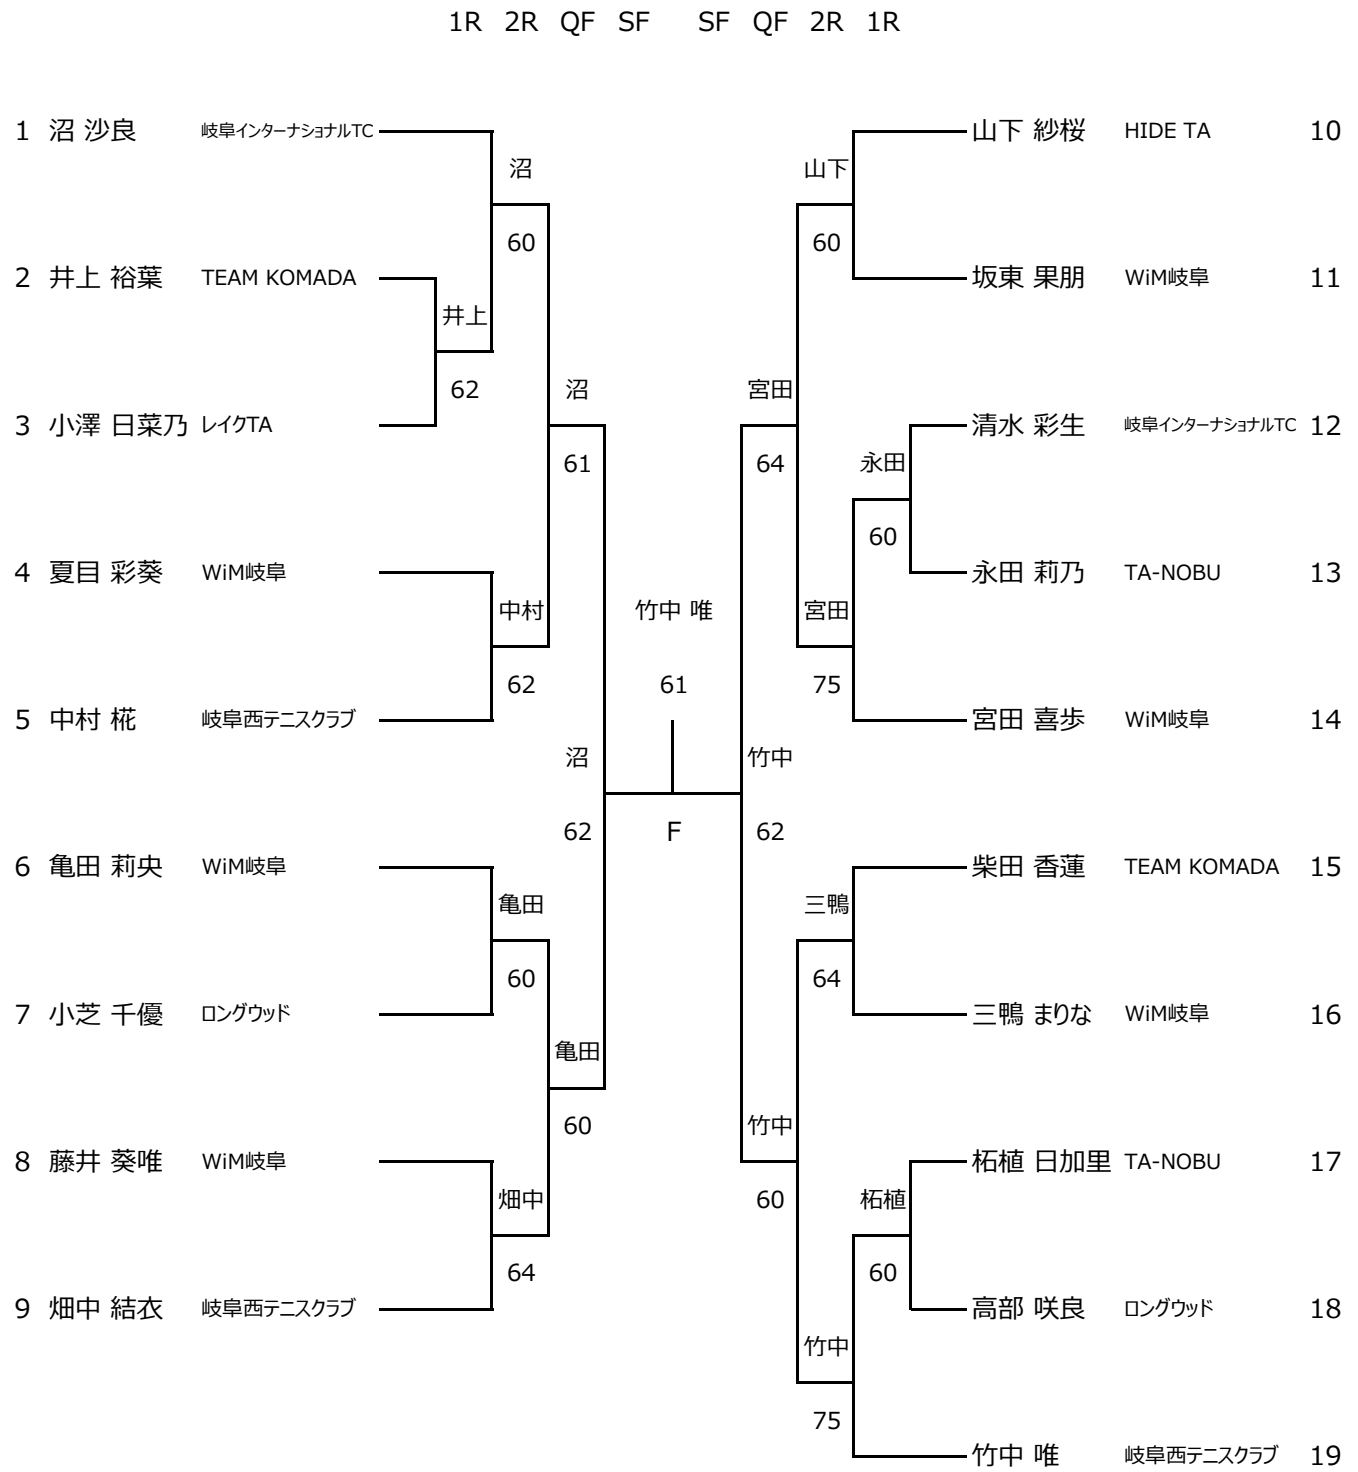 1R 2R QF SF SF QF 2R 1R
1 沼 沙良 岐阜インターナショナルTC 山下 紗桜 HIDE TA 10
沼 山下
60 60
2 井上 裕葉 TEAM KOMADA 坂東 果朋 WiM岐阜 11
井上
62 沼 宮田
3 小澤 日菜乃 レイクTA 清水 彩生 岐阜インターナショナルTC 12
61 64 永田
60
4 夏目 彩葵 WiM岐阜 永田 莉乃 TA-NOBU 13
中村 竹中 唯 宮田
62 61 75
5 中村 椛 岐阜西テニスクラブ 宮田 喜歩 WiM岐阜 14
沼 竹中
62 F 62
6 亀田 莉央 WiM岐阜 柴田 香蓮 TEAM KOMADA 15
亀田 三鴨
60 64
7 小芝 千優 ロングウッド 三鴨 まりな WiM岐阜 16
亀田
60 竹中
8 藤井 葵唯 WiM岐阜 柘植 日加里 TA-NOBU 17
畑中 60 柘植
64 60
9 畑中 結衣 岐阜西テニスクラブ 高部 咲良 ロングウッド 18
竹中
75
竹中 唯 岐阜西テニスクラブ 19